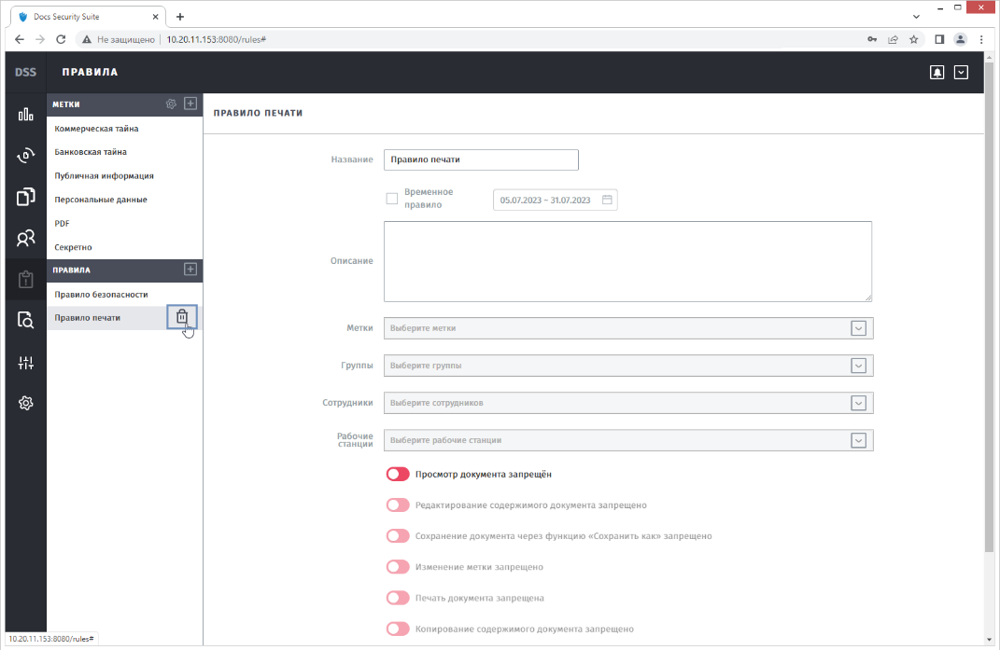 Docs Security Suite
Не защищено
10.20.11.153:8080/rules#
DSS
ПРАВИЛА
МЕТКИ
Коммерческая тайна
Банковская тайна
Публичная информация
Персональные данные
PDF
Секретно
ПРАВИЛА
Правило безопасности
Правило печати
ПРАВИЛО ПЕЧАТИ
Название
Правило печати
Временное
правило
05.07.2023 – 31.07.2023
Описание
Метки
Выберите метки
Группы
Выберите группы
Сотрудники
Выберите сотрудников
Рабочие
станции
Выберите рабочие станции
Просмотр документа запрещён
Редактирование содержимого документа запрещено
Сохранение документа через функцию «Сохранить как» запрещено
Изменение метки запрещено
Печать документа запрещена
Копирование содержимого документа запрещено
10.20.11.153:8080/rules#